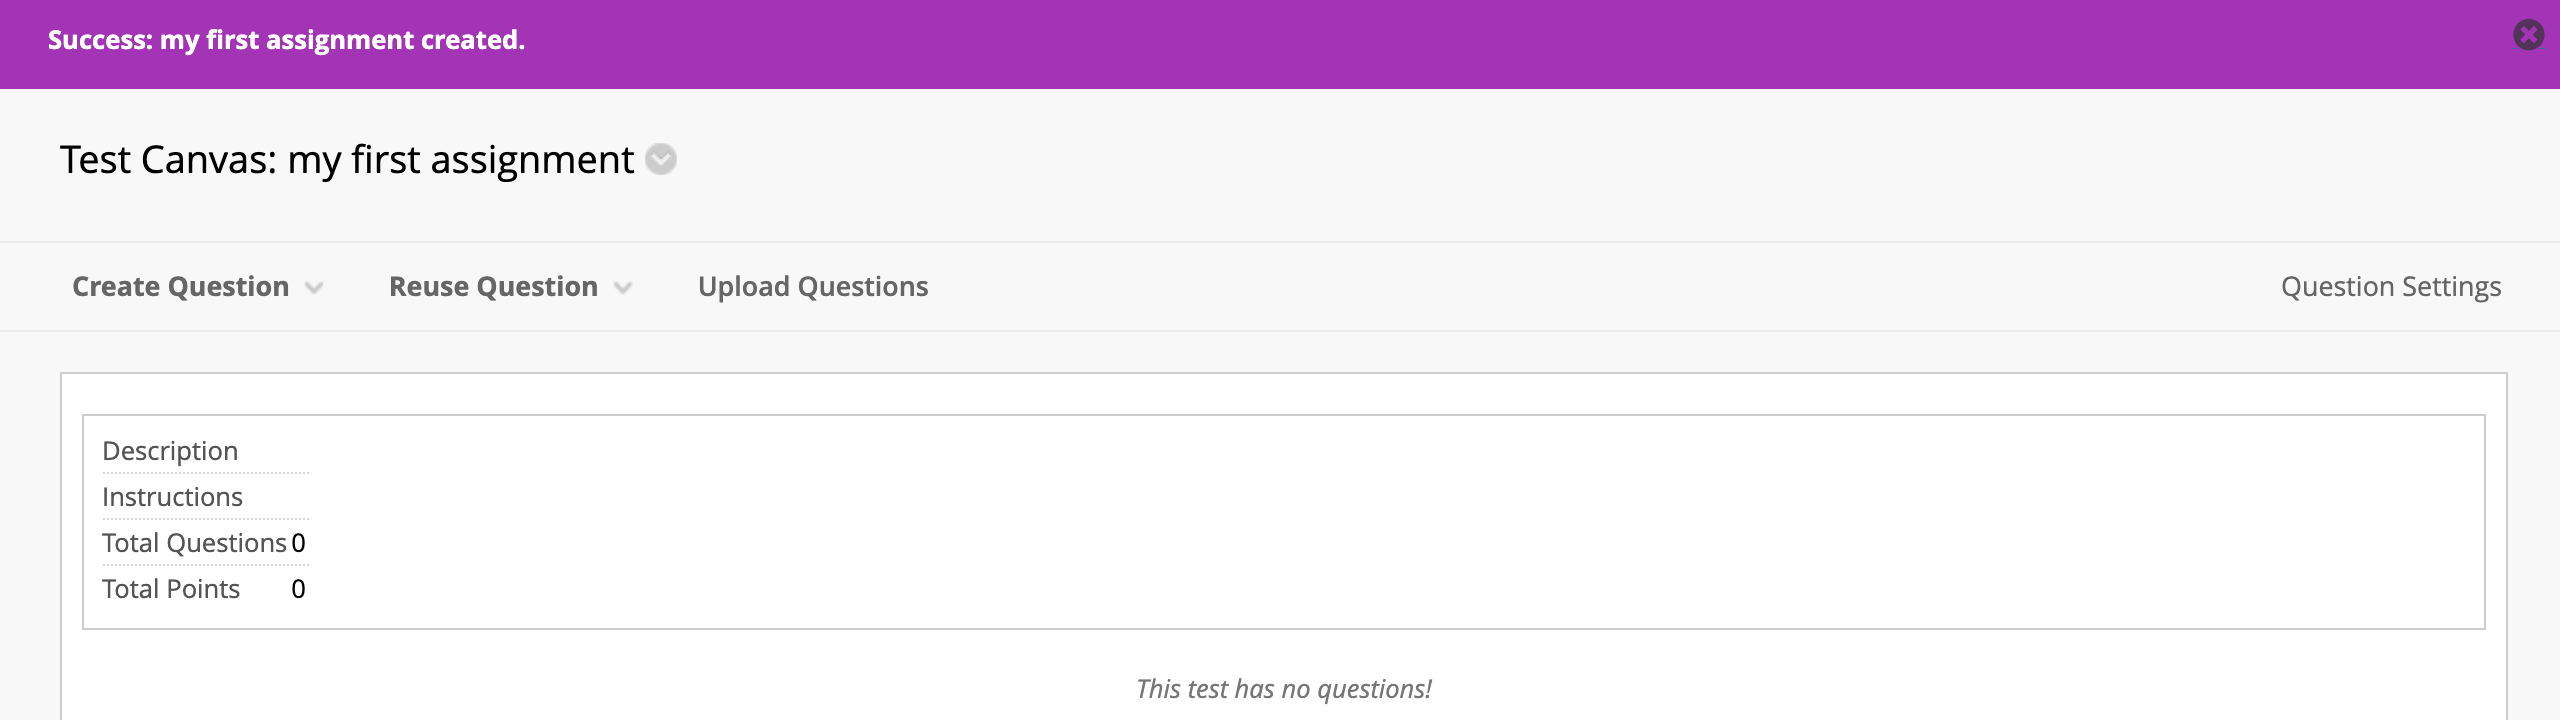 Success: my first assignment created.
Test Canvas: my first assignment
Create Question Reuse Question Upload Questions Question Settings
Description
Instructions
Total Questions 0
Total Points 0
This test has no questions!